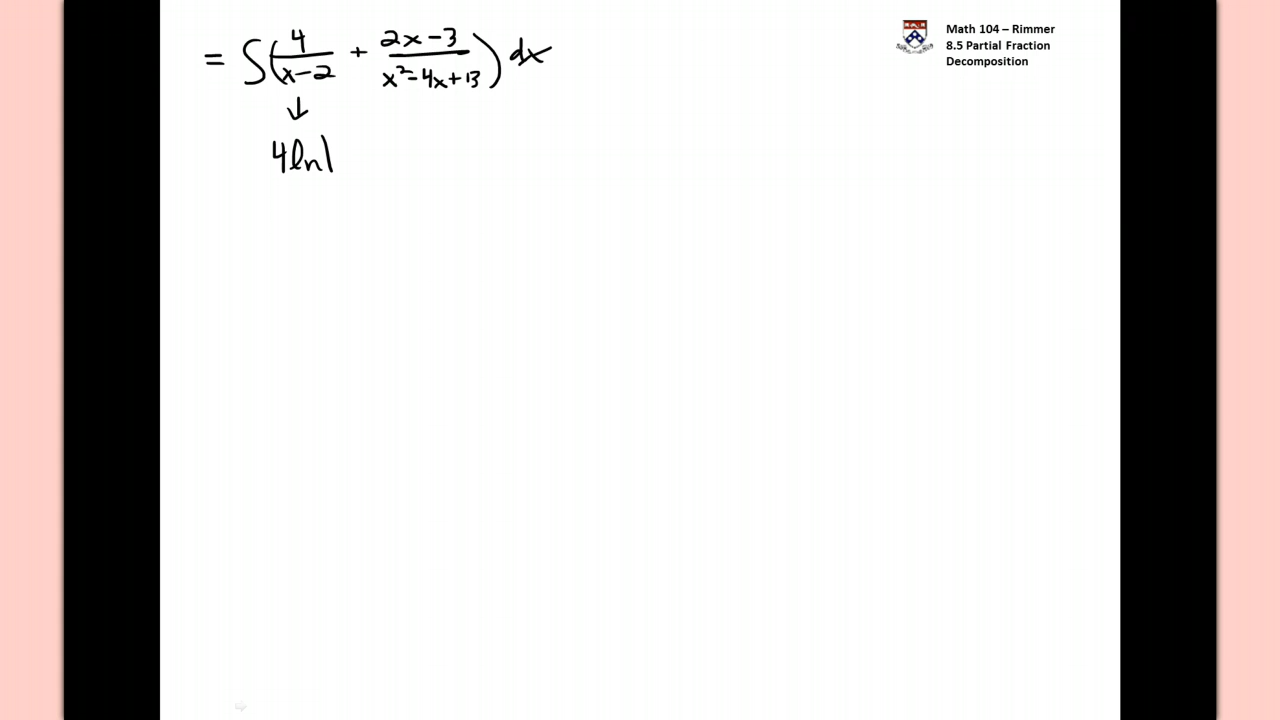 = ∫(4/(x-2) + (2x-3)/(x²-4x+13)) dx
↓
4ln|
Math 104 – Rimmer
8.5 Partial Fraction
Decomposition